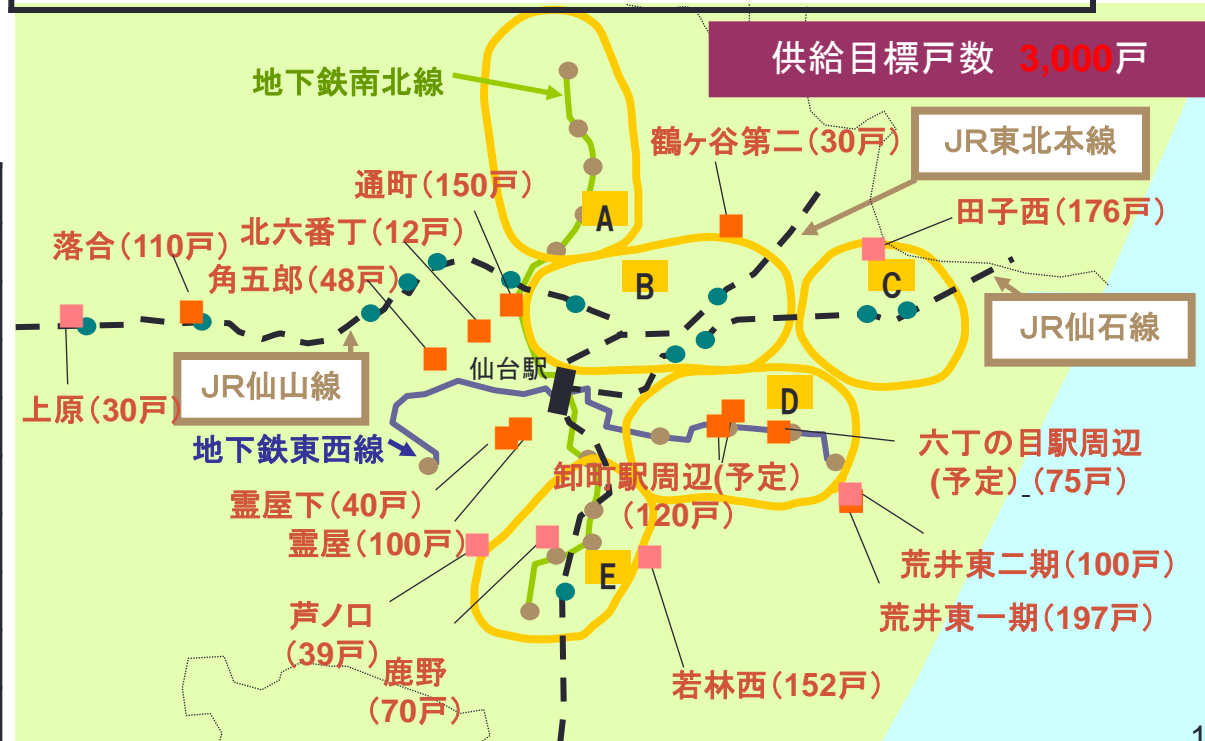 供給目標戸数 3,000戸
地下鉄南北線
鶴ヶ谷第二(30戸)
JR東北本線
通町(150戸)
A
田子西(176戸)
落合(110戸)
北六番丁(12戸)
角五郎(48戸)
B
C
JR仙石線
仙台駅
JR仙山線
上原(30戸)
D
地下鉄東西線
六丁の目駅周辺
(予定)(75戸)
卸町駅周辺(予定)
(120戸)
霊屋下(40戸)
霊屋(100戸)
荒井東二期(100戸)
E
荒井東一期(197戸)
芦ノ口
(39戸)
鹿野
(70戸)
若林西(152戸)
1